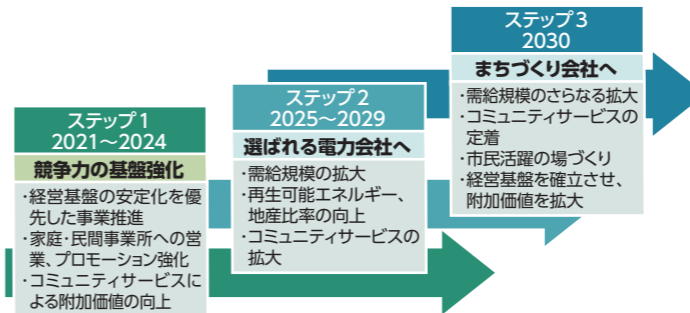 ステップ1
2021～2024
競争力の基盤強化
・経営基盤の安定化を優
先した事業推進
・家庭・民間事業所への営
業、プロモーション強化
・コミュニティサービスに
よる附加価値の向上
ステップ2
2025～2029
選ばれる電力会社へ
・需給規模の拡大
・再生可能エネルギー、
地産比率の向上
・コミュニティサービスの
拡大
ステップ3
2030
まちづくり会社へ
・需給規模のさらなる拡大
・コミュニティサービスの
定着
・市民活躍の場づくり
・経営基盤を確立させ、
附加価値を拡大